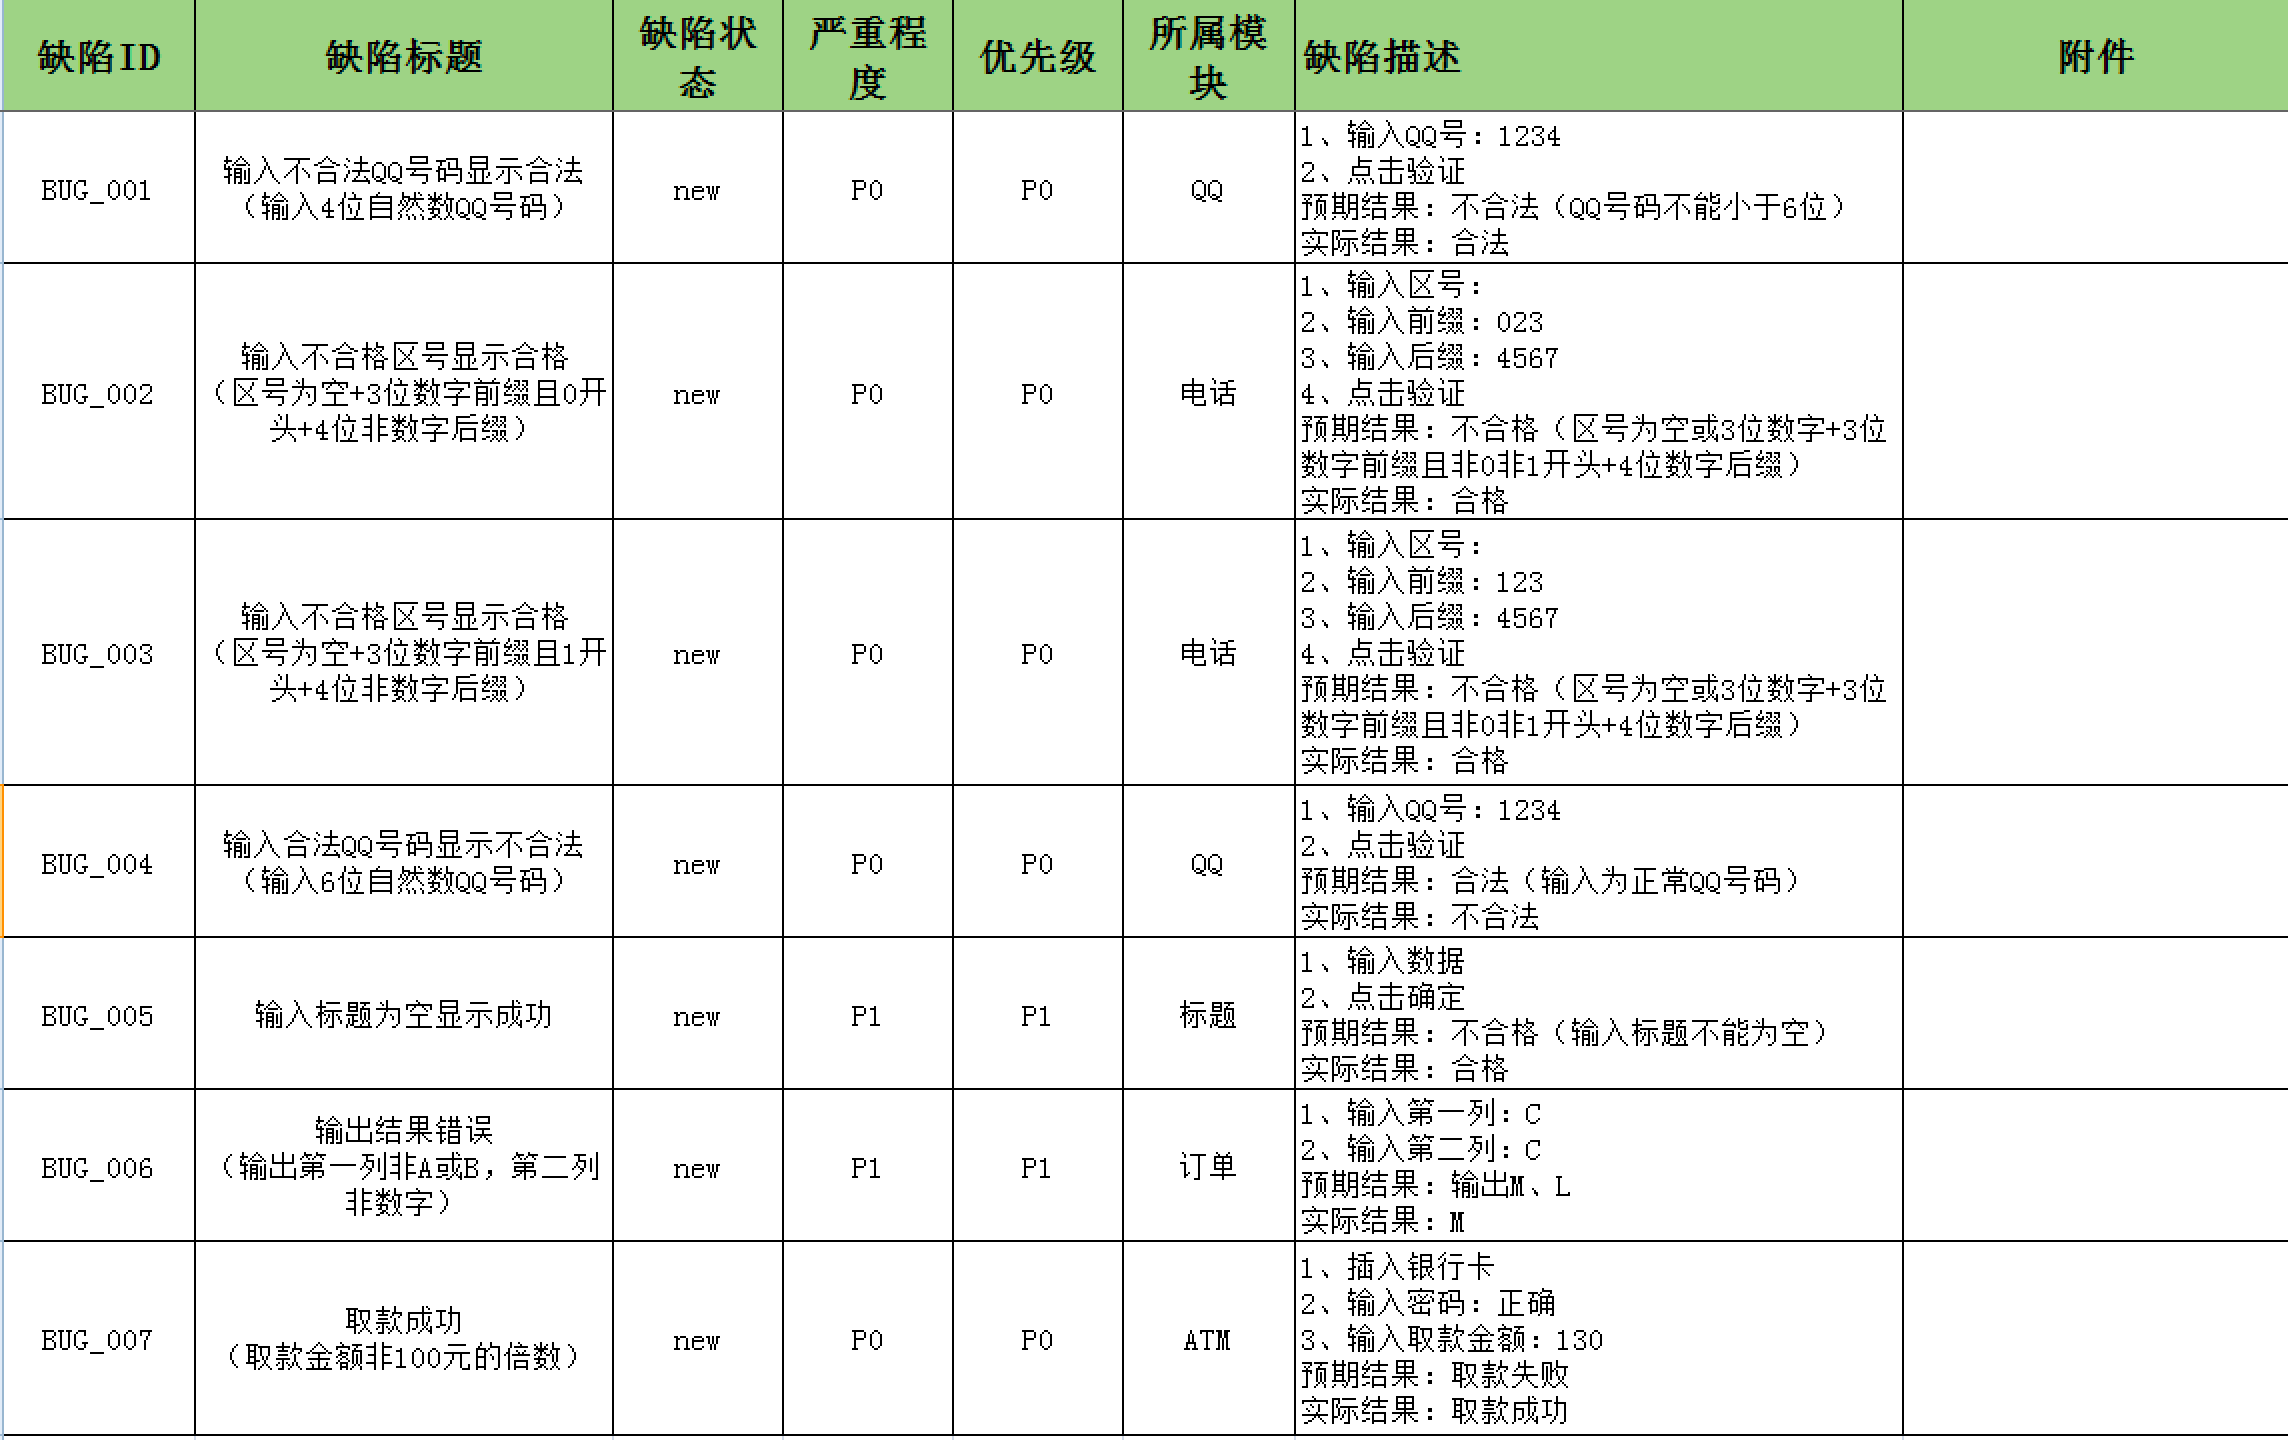 缺陷ID
缺陷标题
缺陷状
态
严重程
度
优先级
所属模
块
缺陷描述
附件
BUG_001
输入不合法QQ号码显示合法
（输入4位自然数QQ号码）
new
P0
P0
QQ
1、输入QQ号：1234
2、点击验证
预期结果：不合法（QQ号码不能小于6位）
实际结果：合法
BUG_002
输入不合格区号显示合格
（区号为空+3位数字前缀且0开
头+4位非数字后缀）
new
P0
P0
电话
1、输入区号：
2、输入前缀：023
3、输入后缀：4567
4、点击验证
预期结果：不合格（区号为空或3位数字+3位
数字前缀且非0非1开头+4位数字后缀）
实际结果：合格
BUG_003
输入不合格区号显示合格
（区号为空+3位数字前缀且1开
头+4位非数字后缀）
new
P0
P0
电话
1、输入区号：
2、输入前缀：123
3、输入后缀：4567
4、点击验证
预期结果：不合格（区号为空或3位数字+3位
数字前缀且非0非1开头+4位数字后缀）
实际结果：合格
BUG_004
输入合法QQ号码显示不合法
（输入6位自然数QQ号码）
new
P0
P0
QQ
1、输入QQ号：1234
2、点击验证
预期结果：合法（输入为正常QQ号码）
实际结果：不合法
BUG_005
输入标题为空显示成功
new
P1
P1
标题
1、输入数据
2、点击确定
预期结果：不合格（输入标题不能为空）
实际结果：合格
BUG_006
输出结果错误
（输出第一列非A或B，第二列
非数字）
new
P1
P1
订单
1、输入第一列：C
2、输入第二列：C
预期结果：输出M、L
实际结果：M
BUG_007
取款成功
（取款金额非100元的倍数）
new
P0
P0
ATM
1、插入银行卡
2、输入密码：正确
3、输入取款金额：130
预期结果：取款失败
实际结果：取款成功